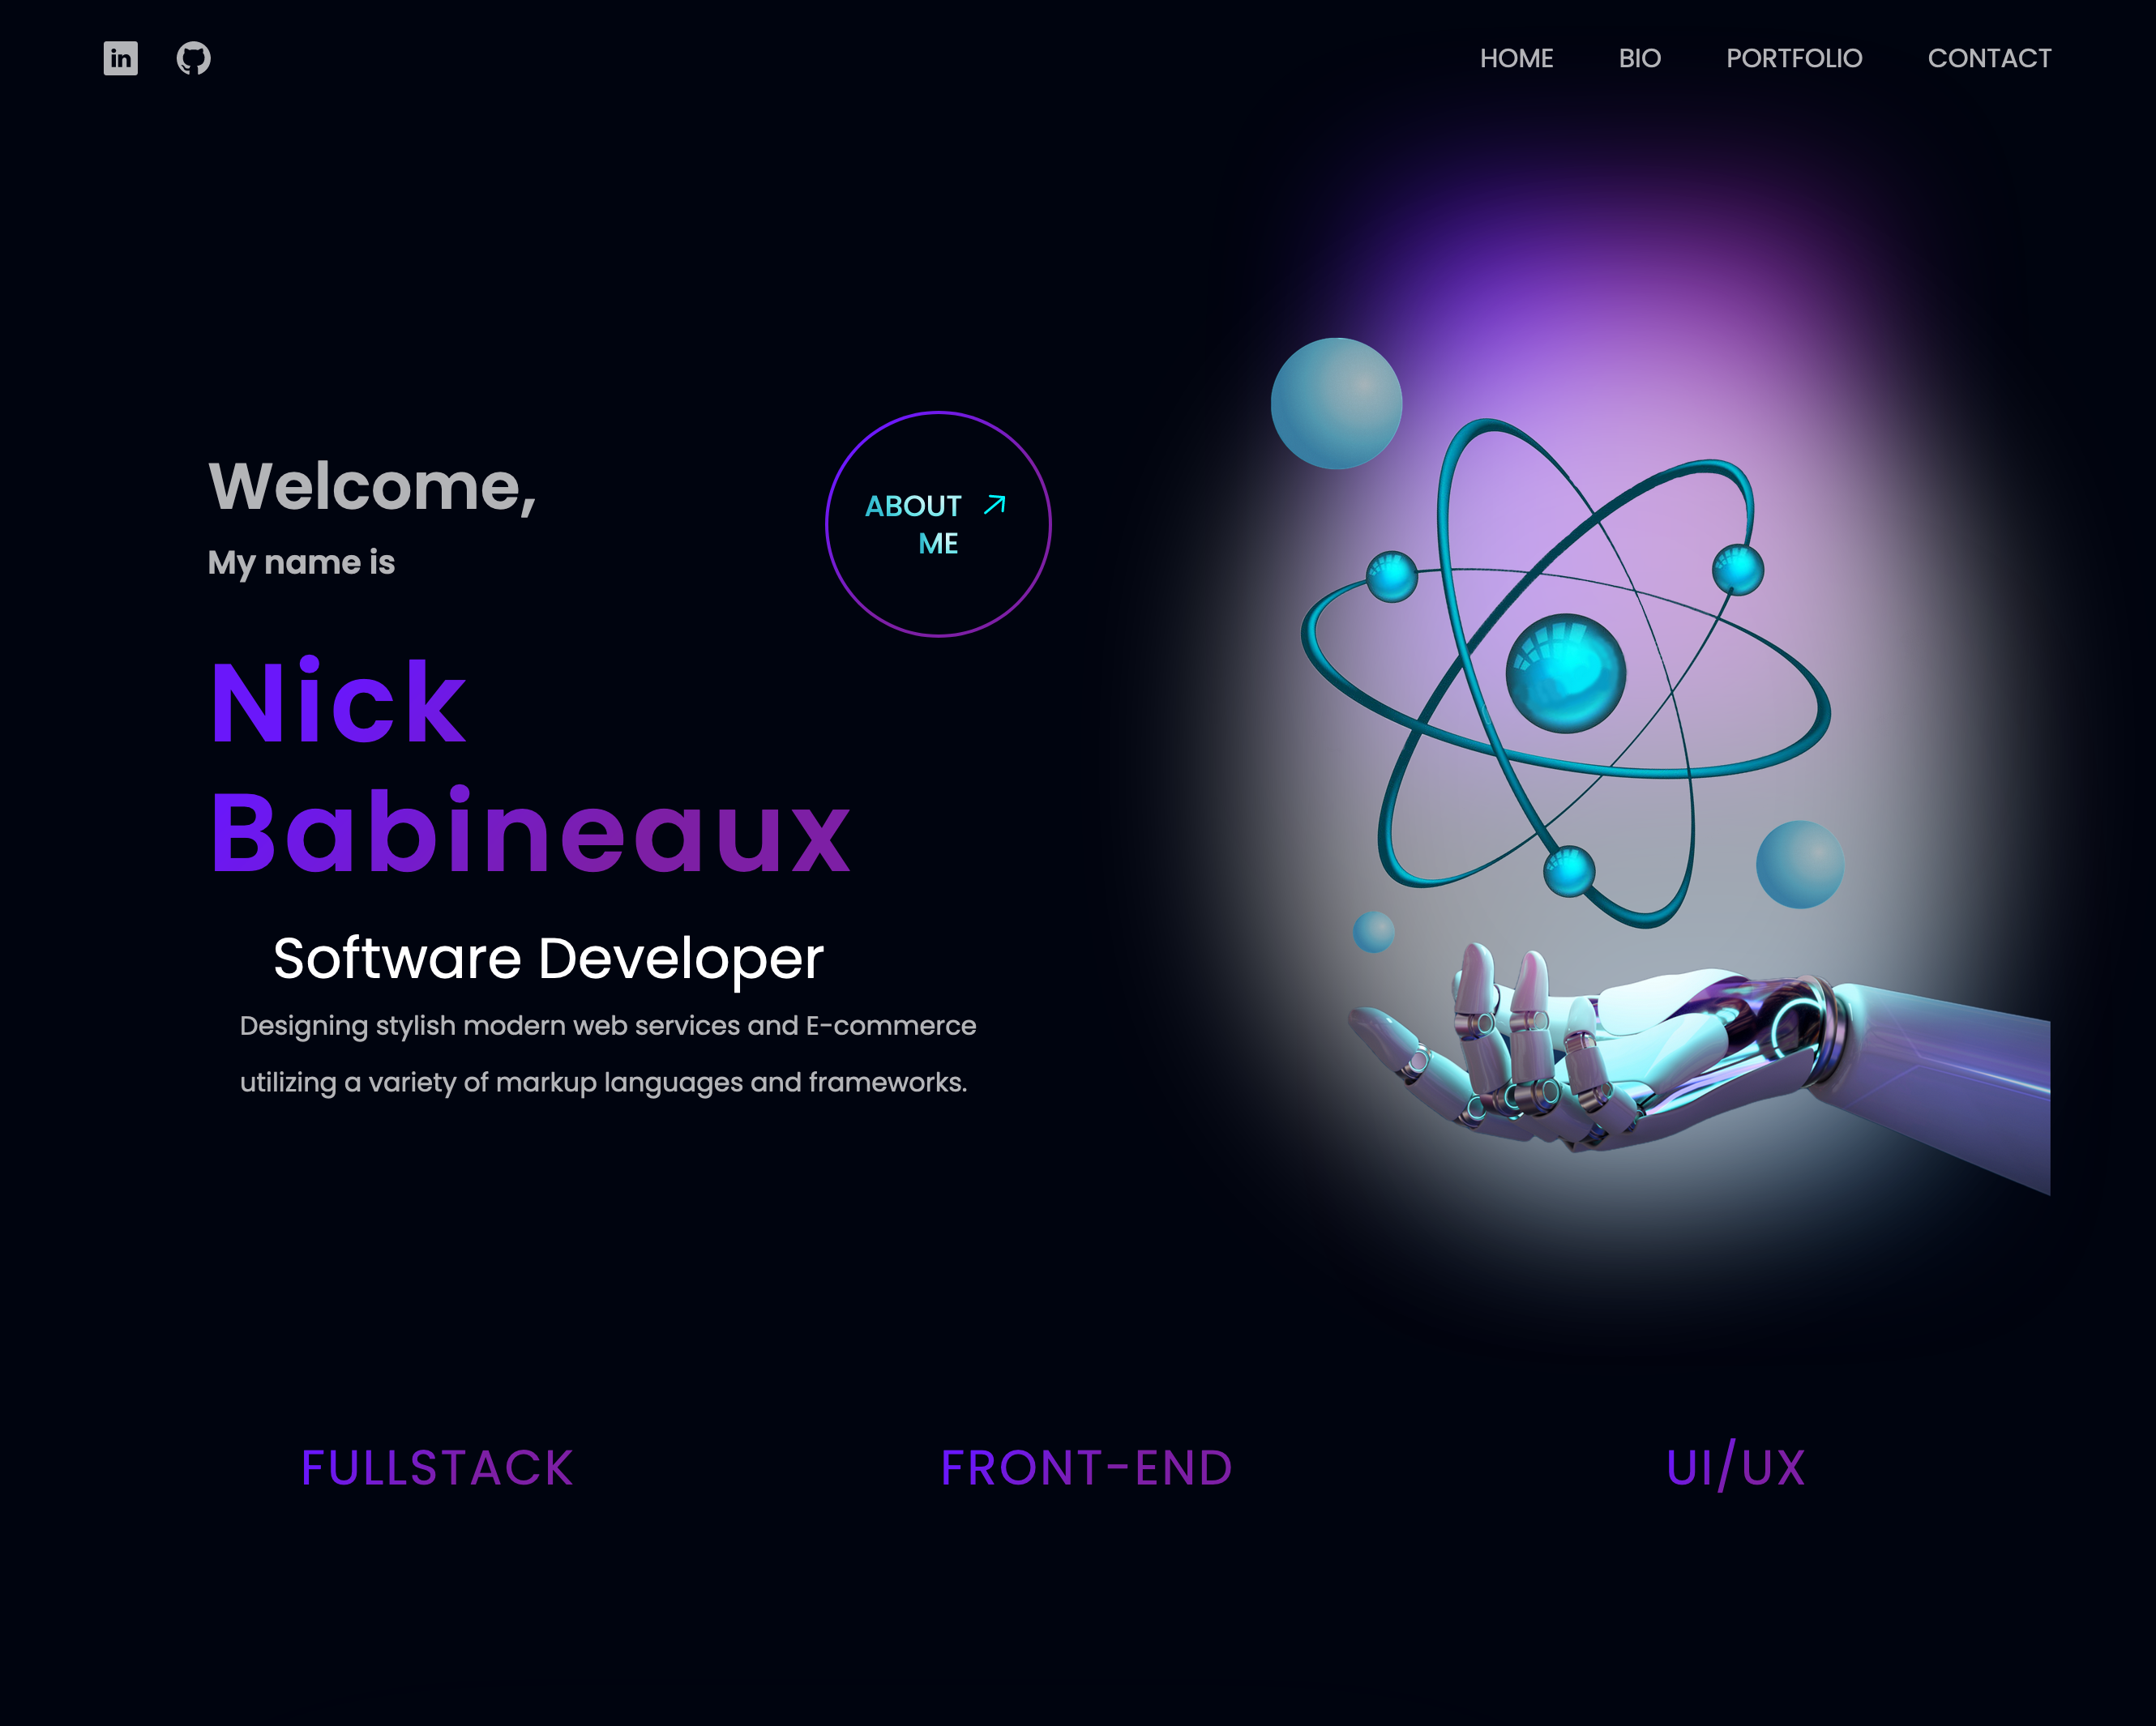 in
HOME BIO PORTFOLIO CONTACT
Welcome,
My name is
ABOUT
ME
Nick
Babineaux
Software Developer
Designing stylish modern web services and E-commerce
utilizing a variety of markup languages and frameworks.
FULLSTACK FRONT-END UI/UX